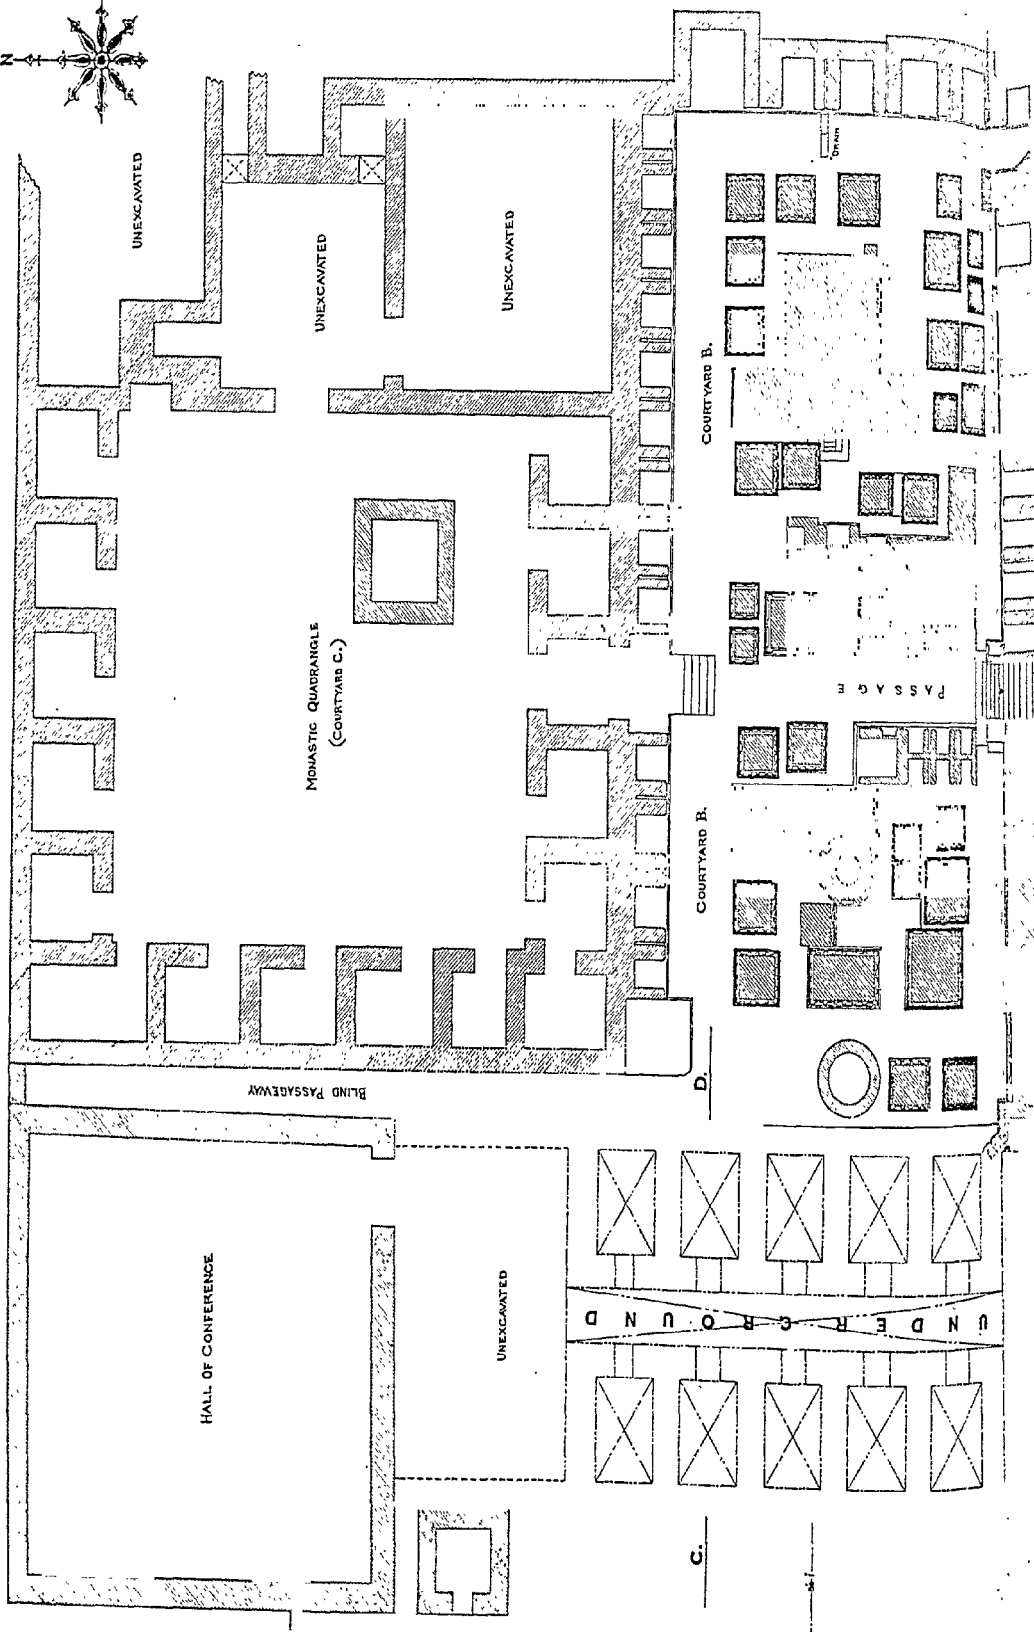 N
UNEXCAVATED
UNEXCAVATED
UNEXCAVATED
DRAIN
COURTYARD B.
MONASTIC QUADRANGLE
(COURTYARD C.)
PASSAGE
COURTYARD B.
BLIND PASSAGEWAY
D.
HALL OF CONFERENCE
UNEXCAVATED
UNDERGROUND
C.